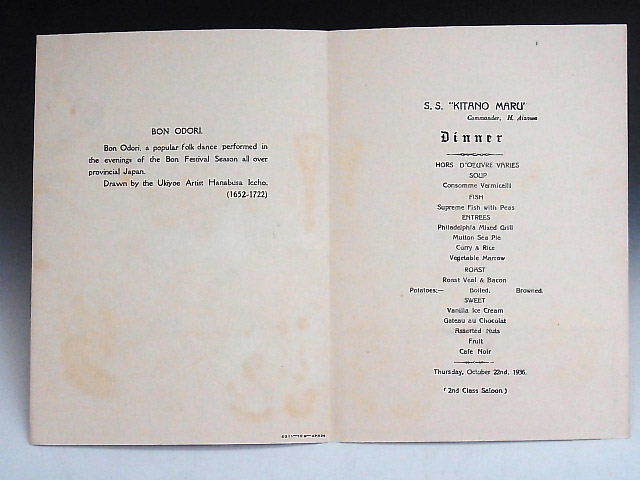 BON ODORI.
Bon Odori, a popular folk dance performed in
the evenings of the Bon Festival Season all over
provincial Japan.
Drawn by the Ukiyoe Artist Hanabusa Iccho.
(1652-1722)
S. S. "KITANO MARU"
Commander, H.
Dinner
HORS D'OEUVRE VARIES
SOUP
Consomme Vermicelli
FISH
Supreme Fish with Peas
ENTREES
Philadelphia Mixed Grill
Mutton Sea Pie
Curry & Rice
Vegetable Marrow
ROAST
Roast Veal & Bacon
Potatoes:— Boiled. Browned.
SWEET
Vanilla Ice Cream
Gateau au Chocolat
Assorted Nuts
Fruit
Cafe Noir
Thursday, October 22nd. 1936.
(2nd Class Saloon)